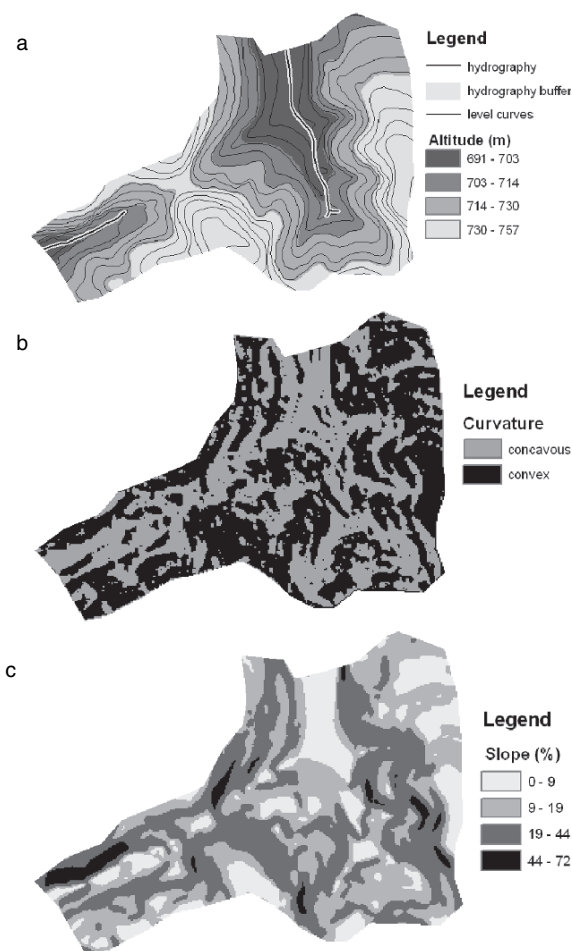 a
Legend
hydrography
hydrography buffer
level curves
Altitude (m)
691 - 703
703 - 714
714 - 730
730 - 757
b
Legend
Curvature
concavous
convex
c
Legend
Slope (%)
0 - 9
9 - 19
19 - 44
44 - 72